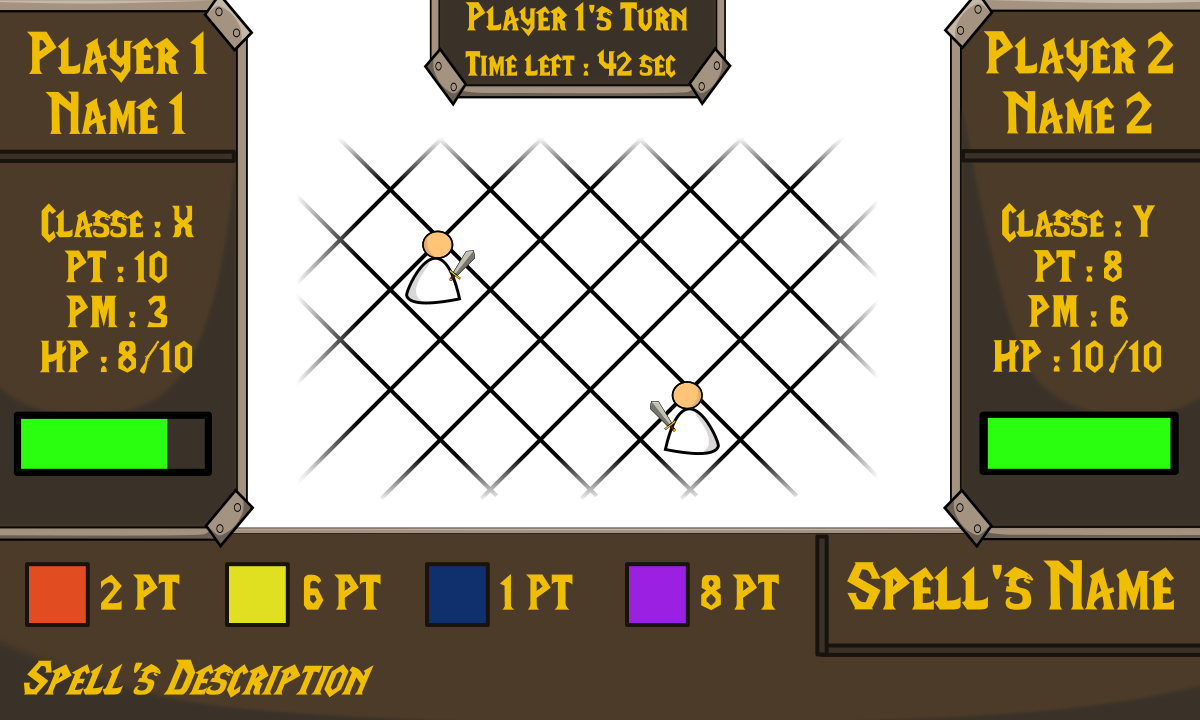 Player 1's Turn
Time left : 42 sec
Player 1
Name 1
Classe : X
PT : 10
PM : 3
HP : 8/10
Player 2
Name 2
Classe : Y
PT : 8
PM : 6
HP : 10/10
2 PT
6 PT
1 PT
8 PT
Spell's Name
Spell's Description